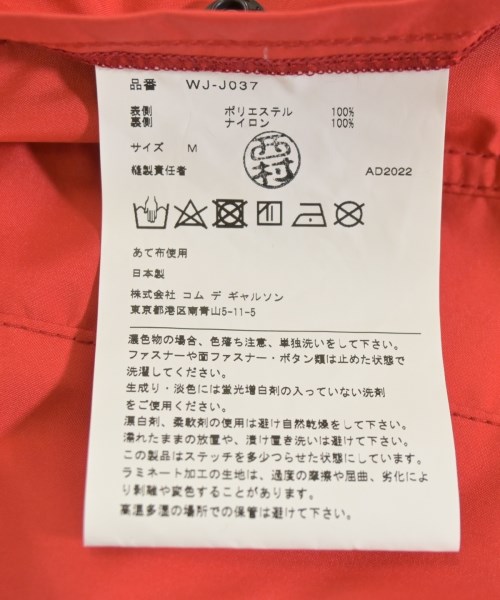 品番 WJ-J037
表側 ポリエステル 100%
裏側 ナイロン 100%
サイズ M
西村
縫製責任者 AD2022
あて布使用
日本製
株式会社 コム デ ギャルソン
東京都港区南青山5-11-5
濃色物の場合、色落ち注意、単独洗いをして下さい。
ファスナーや面ファスナー・ボタン類は止めた状態で
洗濯してください。
生成り・淡色には蛍光増白剤の入っていない洗剤
をご使用ください。
漂白剤、柔軟剤の使用は避け自然乾燥をして下さい。
濡れたままの放置や、漬け置き洗いは避けて下さい。
この製品はステッチを多少つらせた状態にしています。
ラミネート加工の生地は、過度の摩擦や屈曲、劣化によ
り剥離や変色することがあります。
高温多湿の場所での保管は避けて下さい。